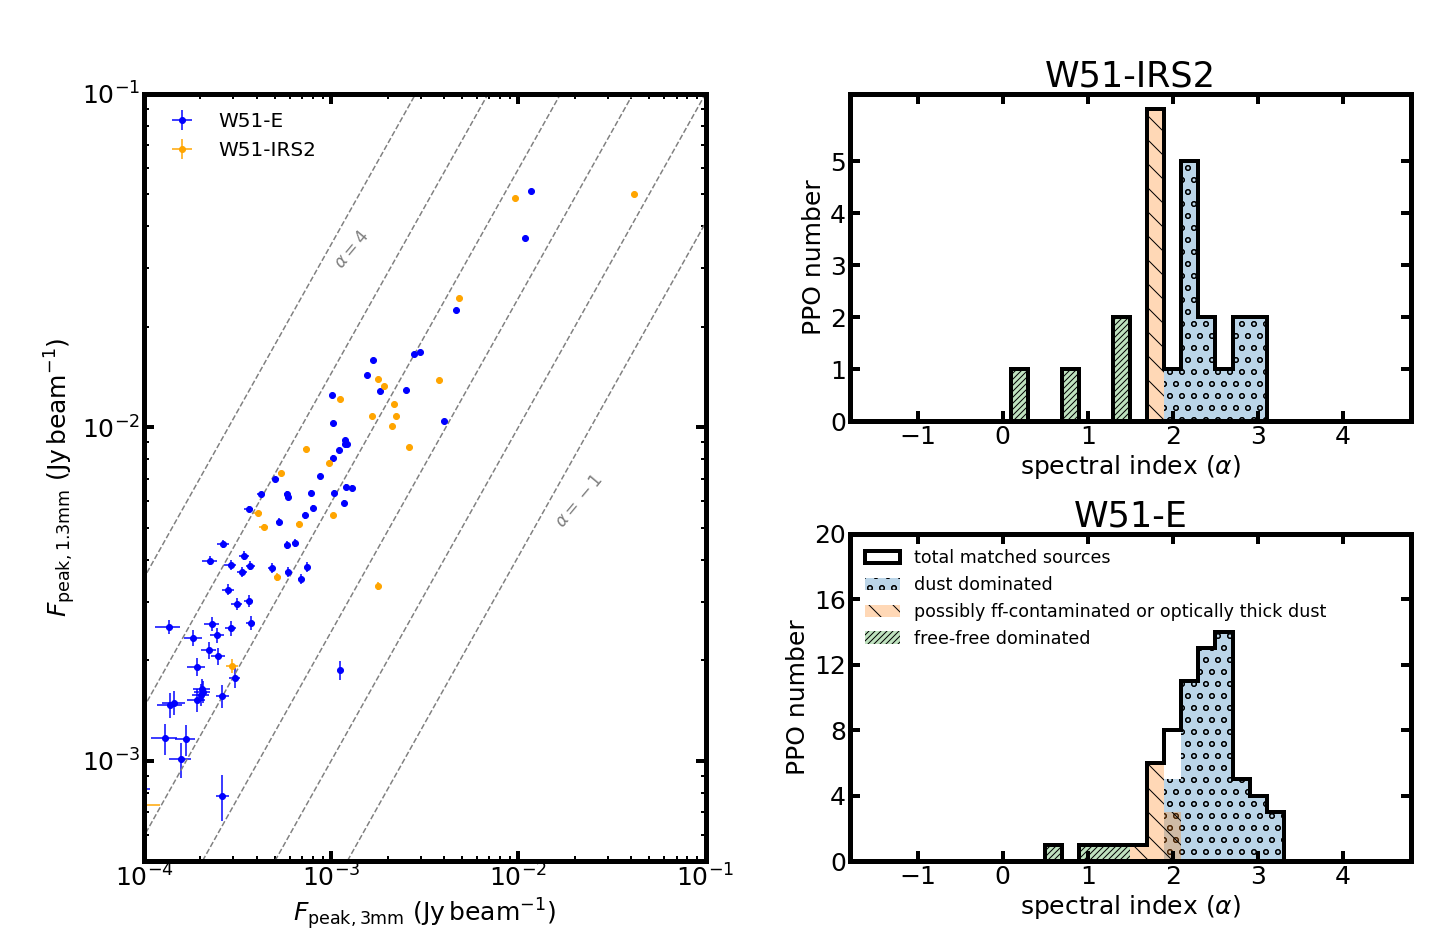 10⁻¹
10⁻²
10⁻³
F_peak, 1.3mm (Jy beam⁻¹)
W51-E
W51-IRS2
α = 4
α = −1
10⁻⁴ 10⁻³ 10⁻² 10⁻¹
F_peak, 3mm (Jy beam⁻¹)
W51-IRS2
5
4
3
2
1
0
PPO number
−1 0 1 2 3 4
spectral index (α)
W51-E
20
16
12
8
4
0
PPO number
total matched sources
dust dominated
possibly ff-contaminated or optically thick dust
free-free dominated
−1 0 1 2 3 4
spectral index (α)